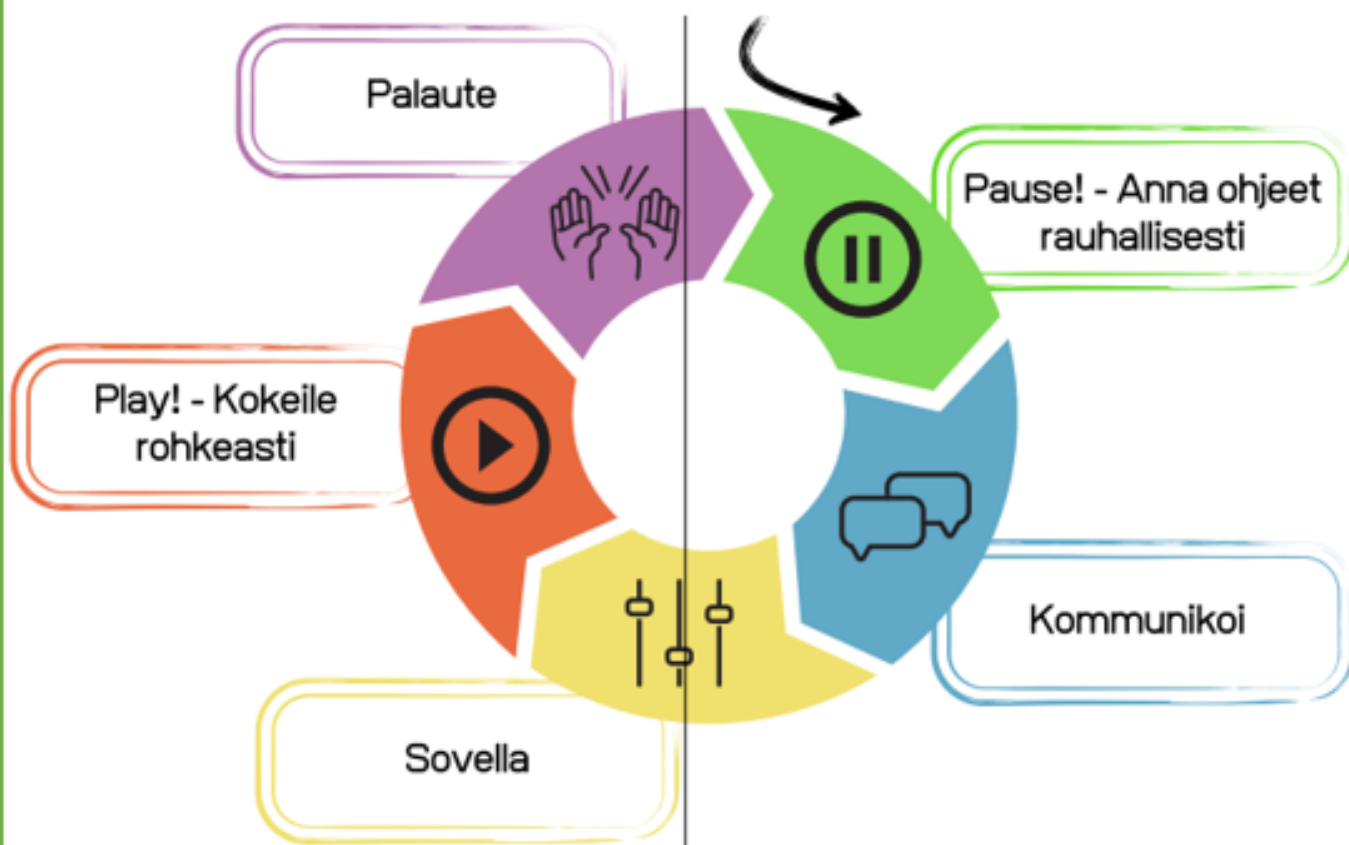 Palaute
Pause! - Anna ohjeet
rauhallisesti
Play! - Kokeile
rohkeasti
Kommunikoi
Sovella